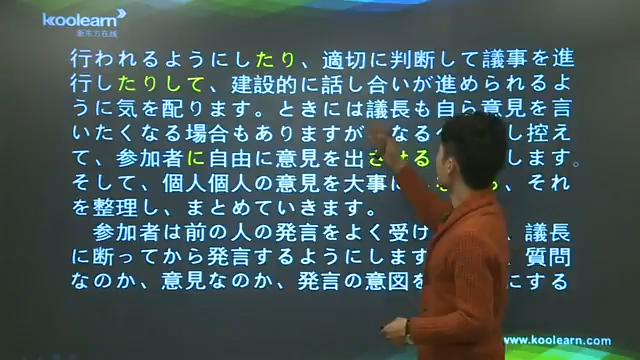 koolearn
新东方在线
行われるようにしたり、適切に判断して議事を進
行したりして、建設的に話し合いが進められるよ
うに気を配ります。ときには議長も自ら意見を言
いたくなる場合もありますが なる し控え
て、参加者に自由に意見を出させる します。
そして、個人個人の意見を大事に 、それ
を整理し、まとめていきます。
参加者は前の人の発言をよく受け 、議長
に断ってから発言するようにします 質問
なのか、意見なのか、発言の意図を にする
www.koolearn.com